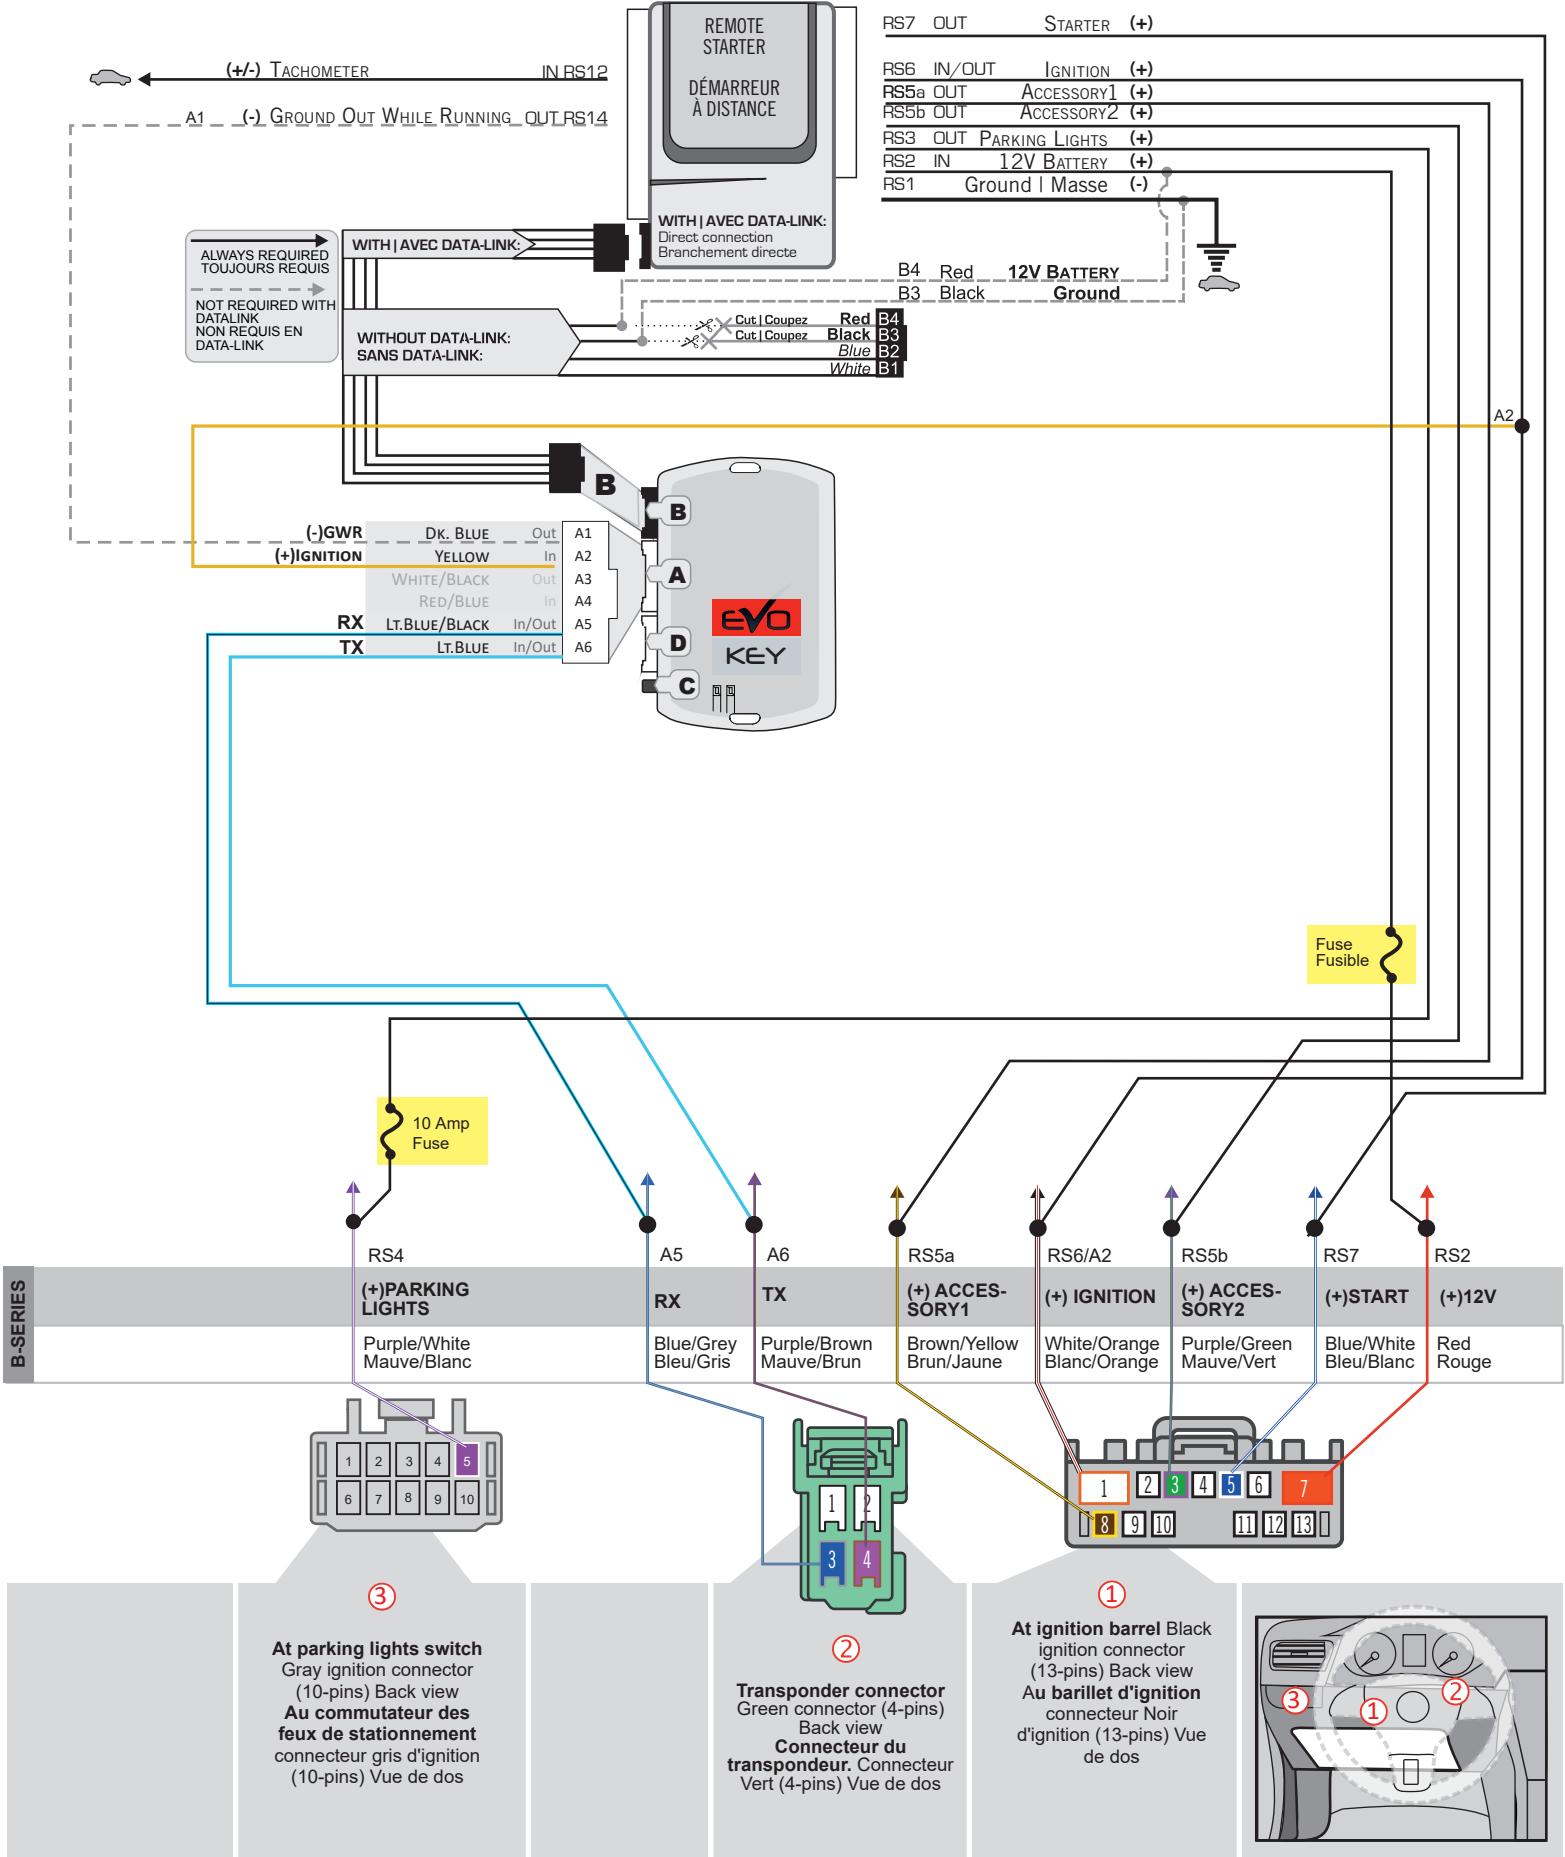 REMOTE
STARTER
DÉMARREUR
À DISTANCE
(+/-) TACHOMETER IN RS12
A1 (-) GROUND OUT WHILE RUNNING OUT RS14
RS7 OUT STARTER (+)
RS6 IN/OUT IGNITION (+)
RS5a OUT ACCESSORY1 (+)
RS5b OUT ACCESSORY2 (+)
RS3 OUT PARKING LIGHTS (+)
RS2 IN 12V BATTERY (+)
RS1 Ground | Masse (-)
WITH | AVEC DATA-LINK:
Direct connection
Branchement directe
ALWAYS REQUIRED
TOUJOURS REQUIS
NOT REQUIRED WITH
DATALINK
NON REQUIS EN
DATA-LINK
WITH | AVEC DATA-LINK:
B4 Red 12V BATTERY
B3 Black Ground
WITHOUT DATA-LINK:
SANS DATA-LINK:
Cut | Coupez Red B4
Cut | Coupez Black B3
Blue B2
White B1
A2
B
B
A
D
C
EVO
KEY
(-)GWR DK. BLUE Out A1
(+)IGNITION YELLOW In A2
WHITE/BLACK Out A3
RED/BLUE In A4
RX LT.BLUE/BLACK In/Out A5
TX LT.BLUE In/Out A6
Fuse
Fusible
10 Amp
Fuse
RS4 A5 A6 RS5a RS6/A2 RS5b RS7 RS2
B-SERIES
(+)PARKING
LIGHTS
RX
TX
(+) ACCES-
SORY1
(+) IGNITION
(+) ACCES-
SORY2
(+)START
(+)12V
Purple/White
Mauve/Blanc
Blue/Grey
Bleu/Gris
Purple/Brown
Mauve/Brun
Brown/Yellow
Brun/Jaune
White/Orange
Blanc/Orange
Purple/Green
Mauve/Vert
Blue/White
Bleu/Blanc
Red
Rouge
1 2 3 4 5
6 7 8 9 10
1 2
3 4
1 2 3 4 5 6 7
8 9 10 11 12 13
3
At parking lights switch
Gray ignition connector
(10-pins) Back view
Au commutateur des
feux de stationnement
connecteur gris d'ignition
(10-pins) Vue de dos
2
Transponder connector
Green connector (4-pins)
Back view
Connecteur du
transpondeur. Connecteur
Vert (4-pins) Vue de dos
1
At ignition barrel Black
ignition connector
(13-pins) Back view
Au barillet d'ignition
connecteur Noir
d'ignition (13-pins) Vue
de dos
3
1
2